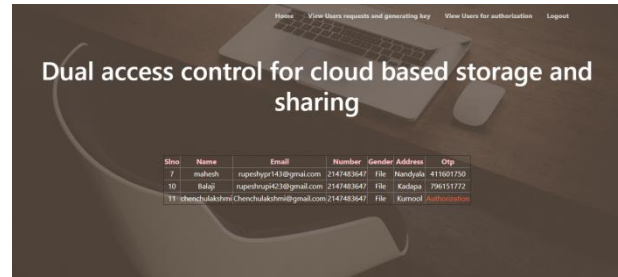 Home View Users requests and generating key View Users for authorization Logout
Dual access control for cloud based storage and
sharing
Slno Name Email Number Gender Address Otp
7 mahesh rupeshypr143@gmai.com 2147483647 File Nandyala 411601750
10 Balaji rupeshrupi423@gmail.com 2147483647 File Kadapa 796151772
11 chenchulakshmi Chenchulakshmi@gmail.com 2147483647 File Kurnool Authorization